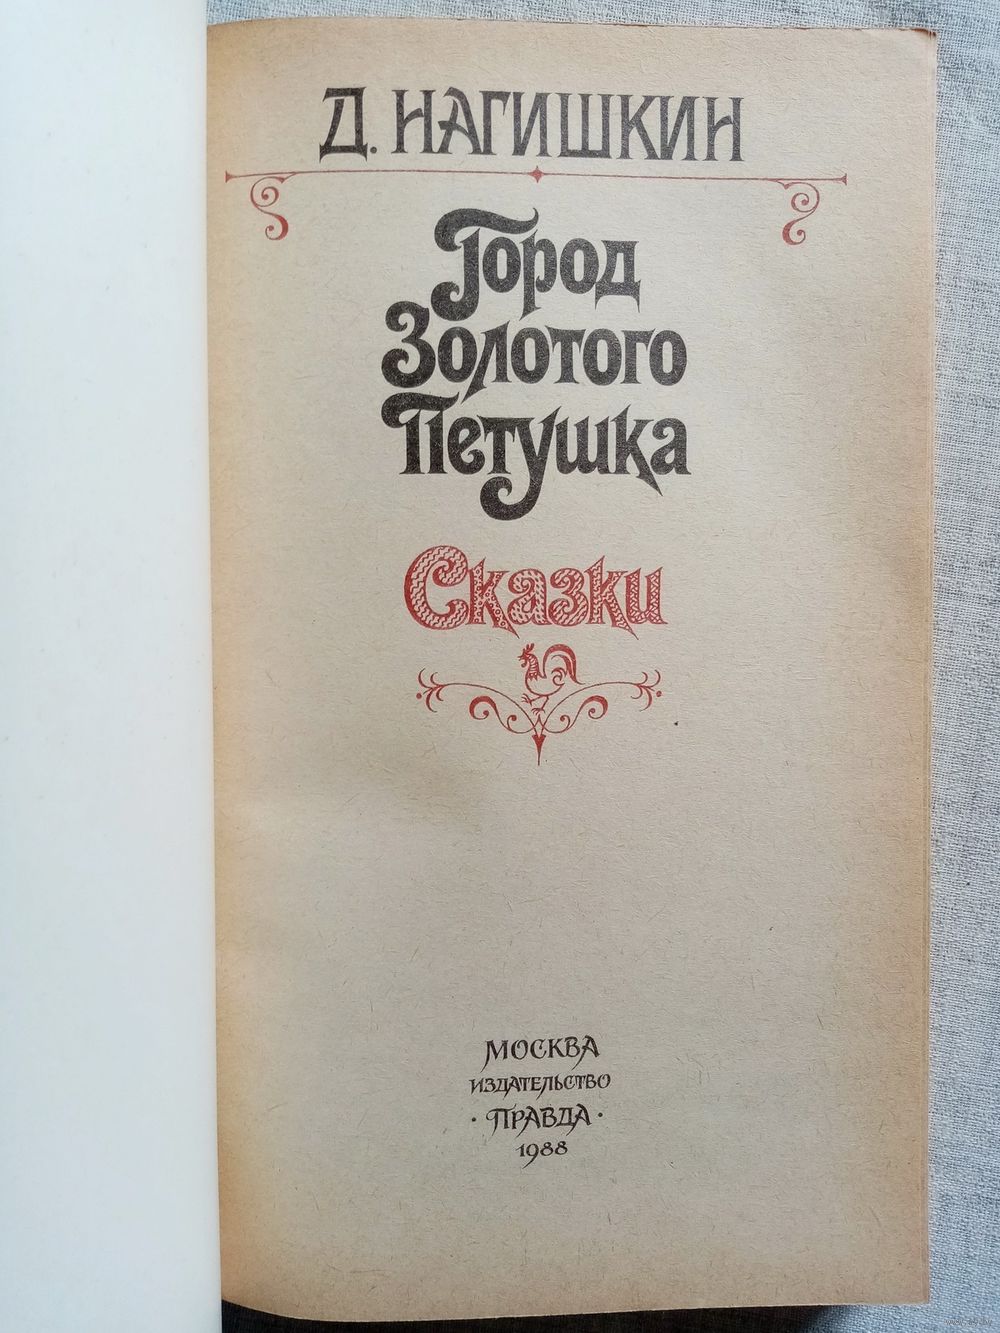 Д. НАГИШКИН
Город
Золотого
Петушка
Сказки
МОСКВА
ИЗДАТЕЛЬСТВО
· ПРАВДА ·
1988